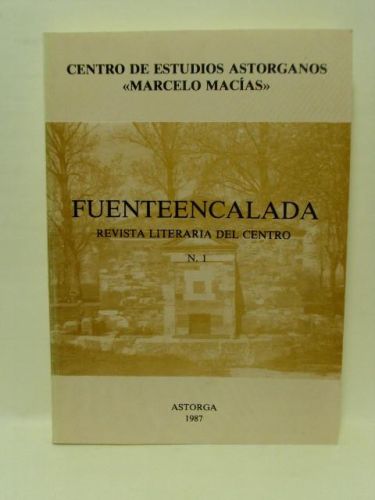 CENTRO DE ESTUDIOS ASTORGANOS
«MARCELO MACÍAS»
FUENTEENCALADA
REVISTA LITERARIA DEL CENTRO
N. 1
ASTORGA
1987